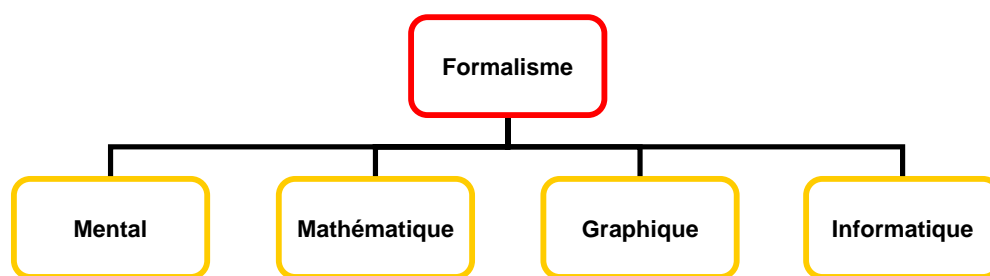 Formalisme
Mental
Mathématique
Graphique
Informatique